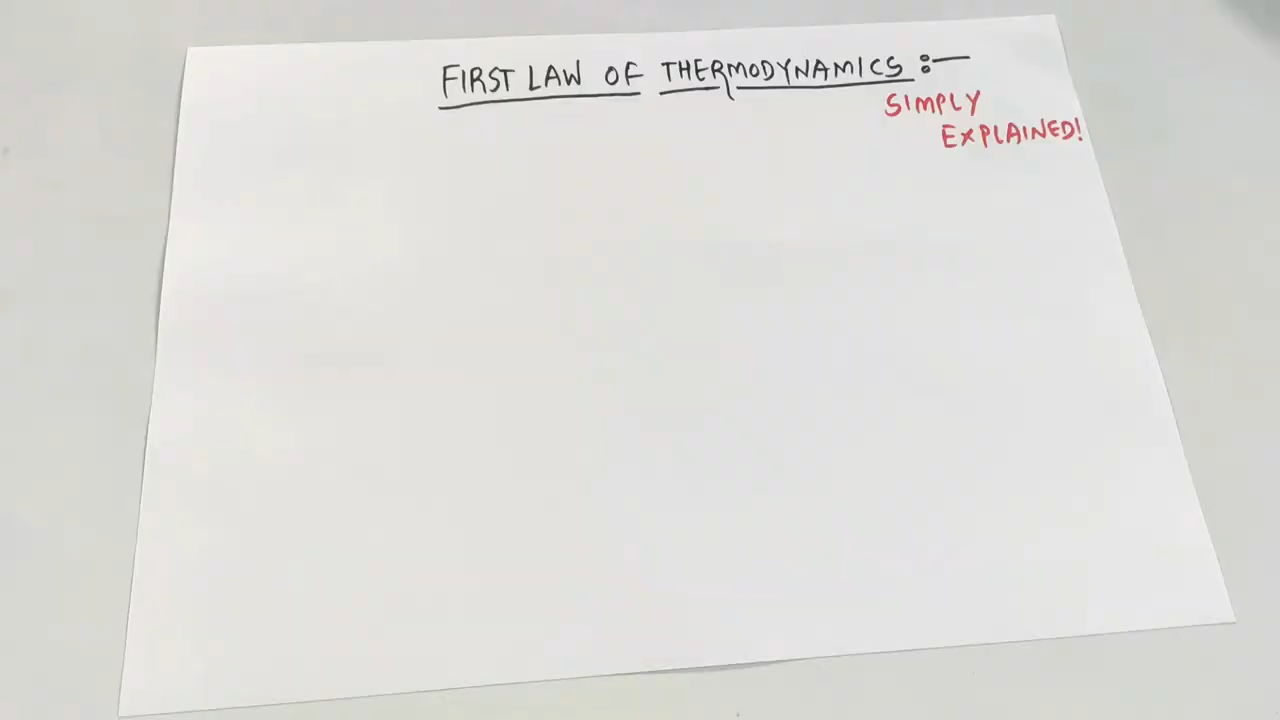 FIRST LAW OF THERMODYNAMICS :—
SIMPLY
EXPLAINED!